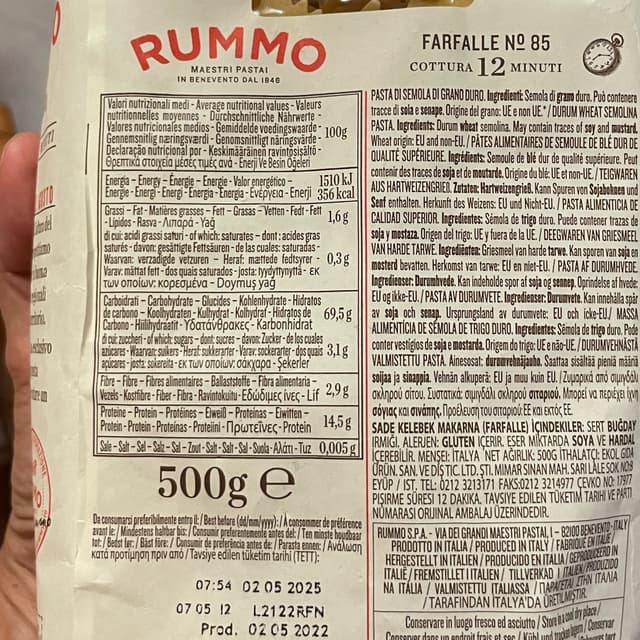 RUMMO
MAESTRI PASTAI
IN BENEVENTO DAL 1846
FARFALLE Nº 85
COTTURA 12 MINUTI
Valori nutrizionali medi - Average nutritional values - Valeurs
nutritionnelles moyennes - Durchschnittliche Nährwerte -
Valores nutricionales medios - Gemiddelde voedingswaarde -
Gennemsnitlig næringsværdi - Genomsnittligt näringsvärde -
Declaração nutricional por - Keskimääräinen ravintosisältö -
Θρεπτικά στοιχεία μέσες τιμές ανά - Enerji Ve Besin Öğeleri
100g
Energia - Energy - Énergie - Energie - Valor energético -
Energie - Energi - Energi - Energia - Energia - Ενέργεια - Enerji
1510 kJ
356 kcal
Grassi - Fat - Matières grasses - Fett - Grasas - Vetten - Fedt - Fett
- Lípidos - Rasva - Λιπαρά - Yağ
1,6 g
di cui: acidi grassi saturi - of which: saturates - dont: acides gras
saturés - davon: gesättigte Fettsäuren - de las cuales: saturadas -
Waarvan: verzadigde vetzuren - Heraf: mættede fedtsyrer -
Varav: mättat fett - dos quais saturados - josta: tyydyttynyttä - εκ
των οποίων: κορεσμένα - Doymuş yağ
0,3 g
Carboidrati - Carbohydrate - Glucides - Kohlenhydrate - Hidratos
de carbono - Koolhydraten - Kulhydrat - Kolhydraf - Hidratos de
Carbono - Hiilihydraatit - Υδατάνθρακες - Karbonhidrat
69,5 g
di cui: zuccheri - of which: sugars - dont: sucres - davon: Zucker - de los cuales
azúcares - Waarvan: suikers - Heraf: sukkerarter - Varav: sockerarter - dos quais
açúcares - josta: sokereita - εκ των οποίων: σάκχαρα - Şekerler
3,1 g
Fibre - Fibre - Fibres alimentaires - Ballaststoffe - Fibra alimentaria -
Vezels - Kostfibre - Fiber - Fibra - Ravintokuitu - Εδώδιμες ίνες - Lif
2,9 g
Proteine - Protein - Protéines - Eiweiß - Proteínas - Eiwitten -
Protein - Protein - Proteínas - Proteiini - Πρωτεΐνες - Protein
14,5 g
Sale - Salt - Sel - Salz - Sal - Zout - Salt - Salt - Sal - Suola - Αλάτι - Tuz
0,005 g
500g e
Da consumarsi preferibilmente entro il: / Best before (dd/mm/yyyy): / À consommer de préférence
avant le: / Mindestens haltbar bis: / Consumir preferentemente antes del: / Ten minste houdbaar
tot: / Bedst før: / Bäst före: / Consumir de preferência antes de: / Parasta ennen: / Ανάλωση
κατά προτίμηση πριν από / Tavsiye edilen tüketim tarihi (TETT):
07:54 02 05 2025
07 05 12 L2122RFN
Prod. 02 05 2022
PASTA DI SEMOLA DI GRANO DURO. Ingredienti: Semola di grano duro. Può contenere
tracce di soia e senape. Origine del grano: UE e non UE." / DURUM WHEAT SEMOLINA
PASTA. Ingredients: Durum wheat semolina. May contain traces of soy and mustard.
Wheat origin: EU and non-EU. / PÂTES ALIMENTAIRES DE SEMOULE DE BLÉ DUR DE
QUALITÉ SUPÉRIEURE. Ingrédients: Semoule de blé dur de qualité supérieure. Peut
contenir des traces de soja et de moutarde. Origine du blé: UE et non-UE. / TEIGWAREN
AUS HARTWEIZENGRIEß. Zutaten: Hartweizengrieß. Kann Spuren von Sojabohnen und
Senf enthalten. Herkunft des Weizens: EU und Nicht-EU. / PASTA ALIMENTICIA DE
CALIDAD SUPERIOR. Ingredientes: Sémola de trigo duro. Puede contener trazas de
soja y mostaza. Origen del trigo: UE y fuera de la UE. / DEEGWAREN VAN GRIESMEEL
VAN HARDE TARWE. Ingrediënten: Griesmeel van harde tarwe. Kan sporen van soja en
mosterd bevatten. Herkomst van tarwe: EU en niet-EU. / PASTA AF DURUMHVEDE.
Ingredienser: Durumhvede. Kan indeholde spor af soja og sennep. Oprindelse af hvede:
EU og ikke-EU. / PASTA AV DURUMVETE. Ingredienser: Durumvete. Kan innehålla spår
av soja och senap. Ursprungsland av durumvete: EU och icke-EU./ MASSA
ALIMENTÍCIA DE SÊMOLA DE TRIGO DURO. Ingredientes: Sêmola de trigo duro. Pode
conter vestígios de soja e mostarda. Origem do trigo: UE e não-UE. / DURUMVEHNÄSTÄ
VALMISTETTU PASTA. Ainesosat: durumvehnäjauho. Saattaa sisältää pieniä määriä
soijaa ja sinappia. Vehnän alkuperä: EU ja muu kuin EU. / Ζυμαρικά από σιμιγδάλι
σκληρού σίτου. Συστατικά: σιμιγδάλι σκληρού σιταριού. Μπορεί να περιέχει ίχνη
σόγιας και σινάπης. Προέλευση του σιταριού: ΕΕ και εκτός ΕΕ.
SADE KELEBEK MAKARNA (FARFALLE) İÇİNDEKİLER: SERT BUĞDAY
İRMİĞİ. ALERJEN: GLUTEN İÇERİR. ESER MİKTARDA SOYA VE HARDAL
İÇEREBİLİR. MENŞEİ: İTALYA NET AĞIRLIK: 500G İTHALATÇI: EKOL GIDA
ÜRÜN. SAN. VE DIŞ TİC. LTD. ŞTİ. MİMAR SINAN MAH. SARI LALE SOK. NO:9
EYÜP / İST. TEL: 0212 3213171 FAKS:0212 3214977 ÇEVKO NO: 17977
PİŞİRME SÜRESİ 12 DAKİKA. TAVSİYE EDİLEN TÜKETİM TARİHİ VE PARTİ
NUMARASI ORJINAL AMBALAJ ÜZERİNDEDİR.
RUMMO S.P.A. - VIA DEI GRANDI MAESTRI PASTAI, 1 - 82100 BENEVENTO - ITALY
PRODOTTO IN ITALIA / PRODUCED IN ITALY / FABRIQUÉ EN ITALIE /
HERGESTELLT IN ITALIEN / PRODUCIDO EN ITALIA / GEPRODUCEERD IN
ITALIË / FREMSTILLET I ITALIEN / TILLVERKAD I ITALIEN / PRODUZIDO
NA ITÁLIA / VALMISTETTU ITALIASSA / ΠΑΡΑΓΕΤΑΙ ΣΤΗΝ ΙΤΑΛΙΑ
/ TARAFINDAN İTALYA'DA ÜRETİLMİŞTİR.
Conservare in luogo fresco ed asciutto / Store in a cool dry place /
Conserver dans un endroit frais et sec / Kühl und